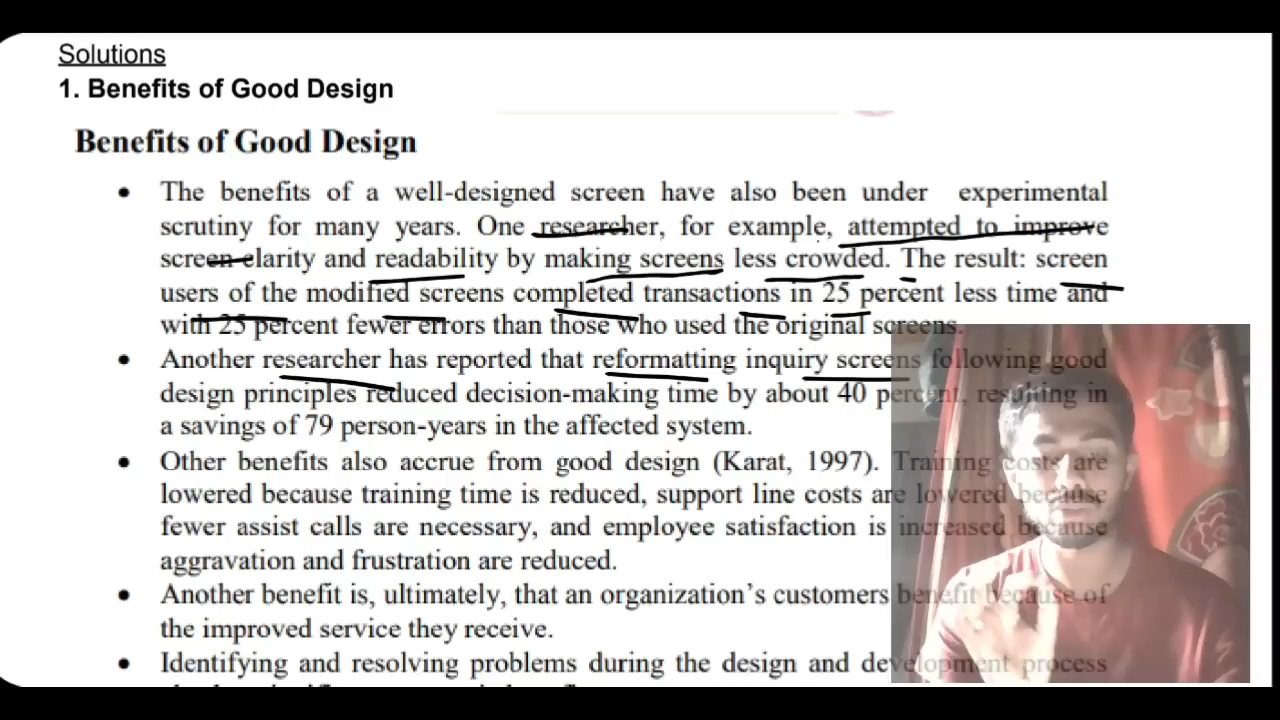 Solutions
1. Benefits of Good Design
Benefits of Good Design
• The benefits of a well-designed screen have also been under experimental
scrutiny for many years. One researcher, for example, attempted to improve
screen clarity and readability by making screens less crowded. The result: screen
users of the modified screens completed transactions in 25 percent less time and
with 25 percent fewer errors than those who used the original screens.
• Another researcher has reported that reformatting inquiry screens following good
design principles reduced decision-making time by about 40 percent, resulting in
a savings of 79 person-years in the affected system.
• Other benefits also accrue from good design (Karat, 1997). Training costs are
lowered because training time is reduced, support line costs are lowered because
fewer assist calls are necessary, and employee satisfaction is increased because
aggravation and frustration are reduced.
• Another benefit is, ultimately, that an organization's customers benefit because of
the improved service they receive.
• Identifying and resolving problems during the design and development process